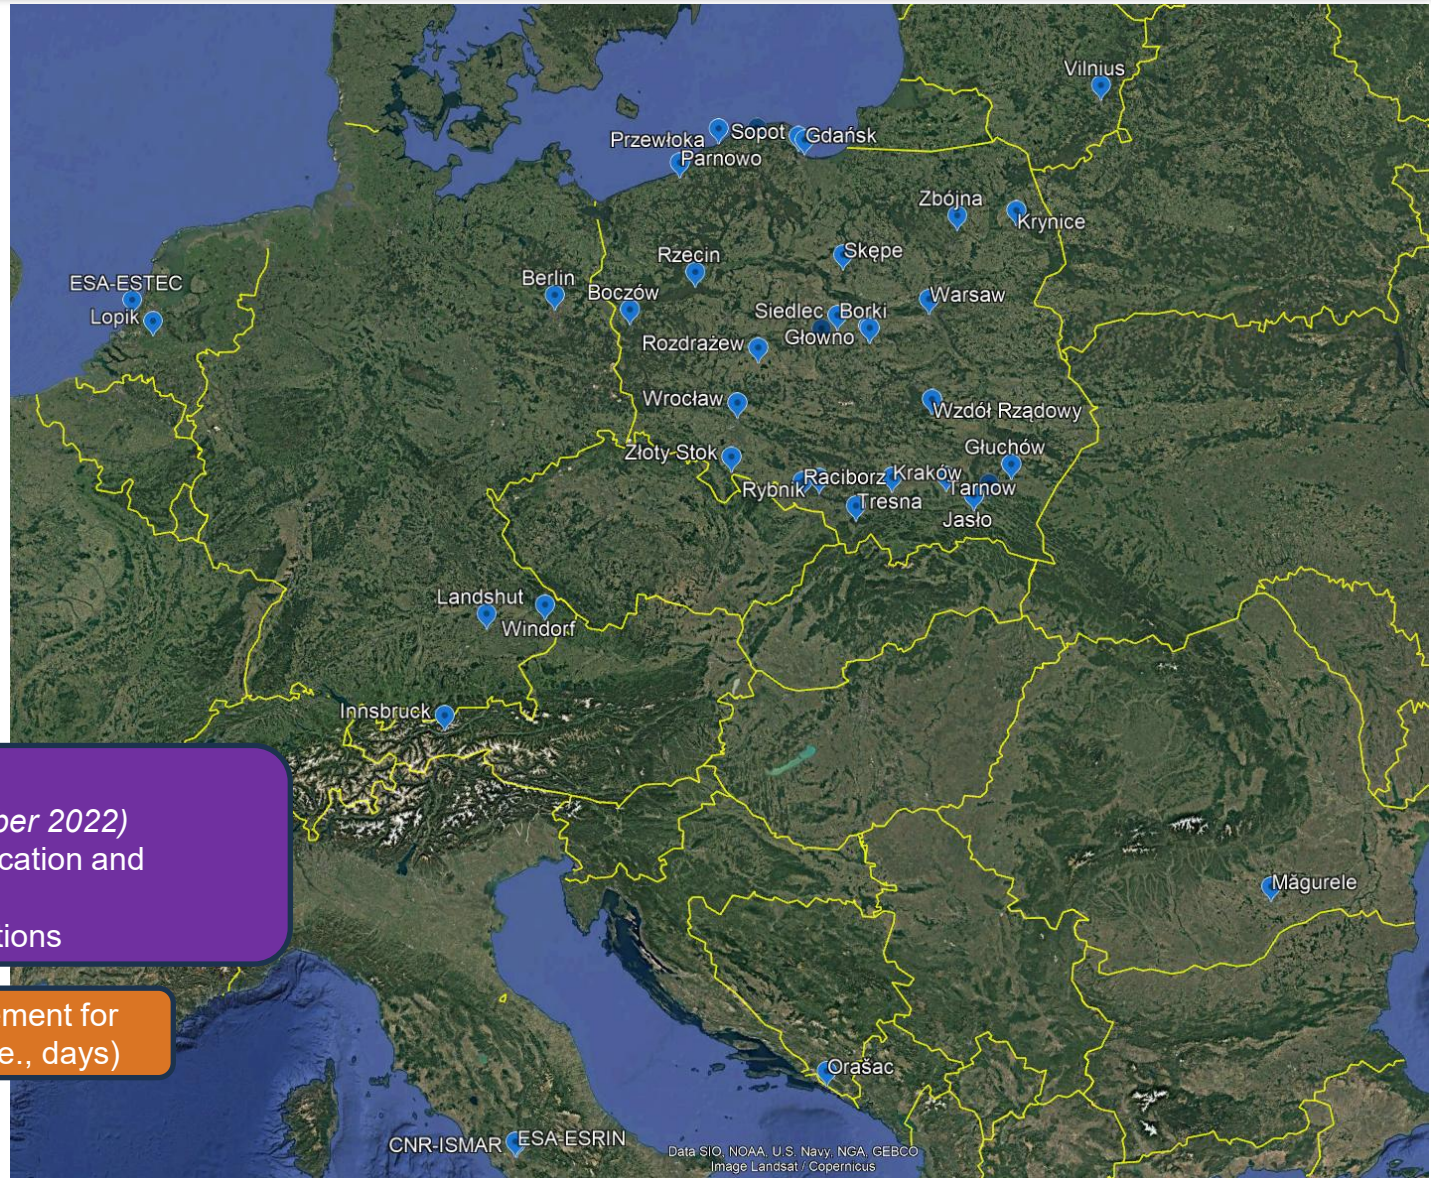 Vilnius
Przewłoka
Sopot
Gdańsk
Parnowo
Zbójna
Krynice
Skępe
Rzecin
ESA-ESTEC
Berlin
Boczów
Warsaw
Lopik
Siedlec
Borki
Głowno
Rozdrażew
Wrocław
Wzdół Rządowy
Głuchów
Złoty Stok
Raciborz
Kraków
Rybnik
Tarnow
Tresna
Jasło
Landshut
Windorf
Innsbruck
ber 2022)
cation and
tions
Măgurele
ement for
e., days)
Orašac
CNR-ISMAR
ESA-ESRIN
Data SIO, NOAA, U.S. Navy, NGA, GEBCO
Image Landsat / Copernicus